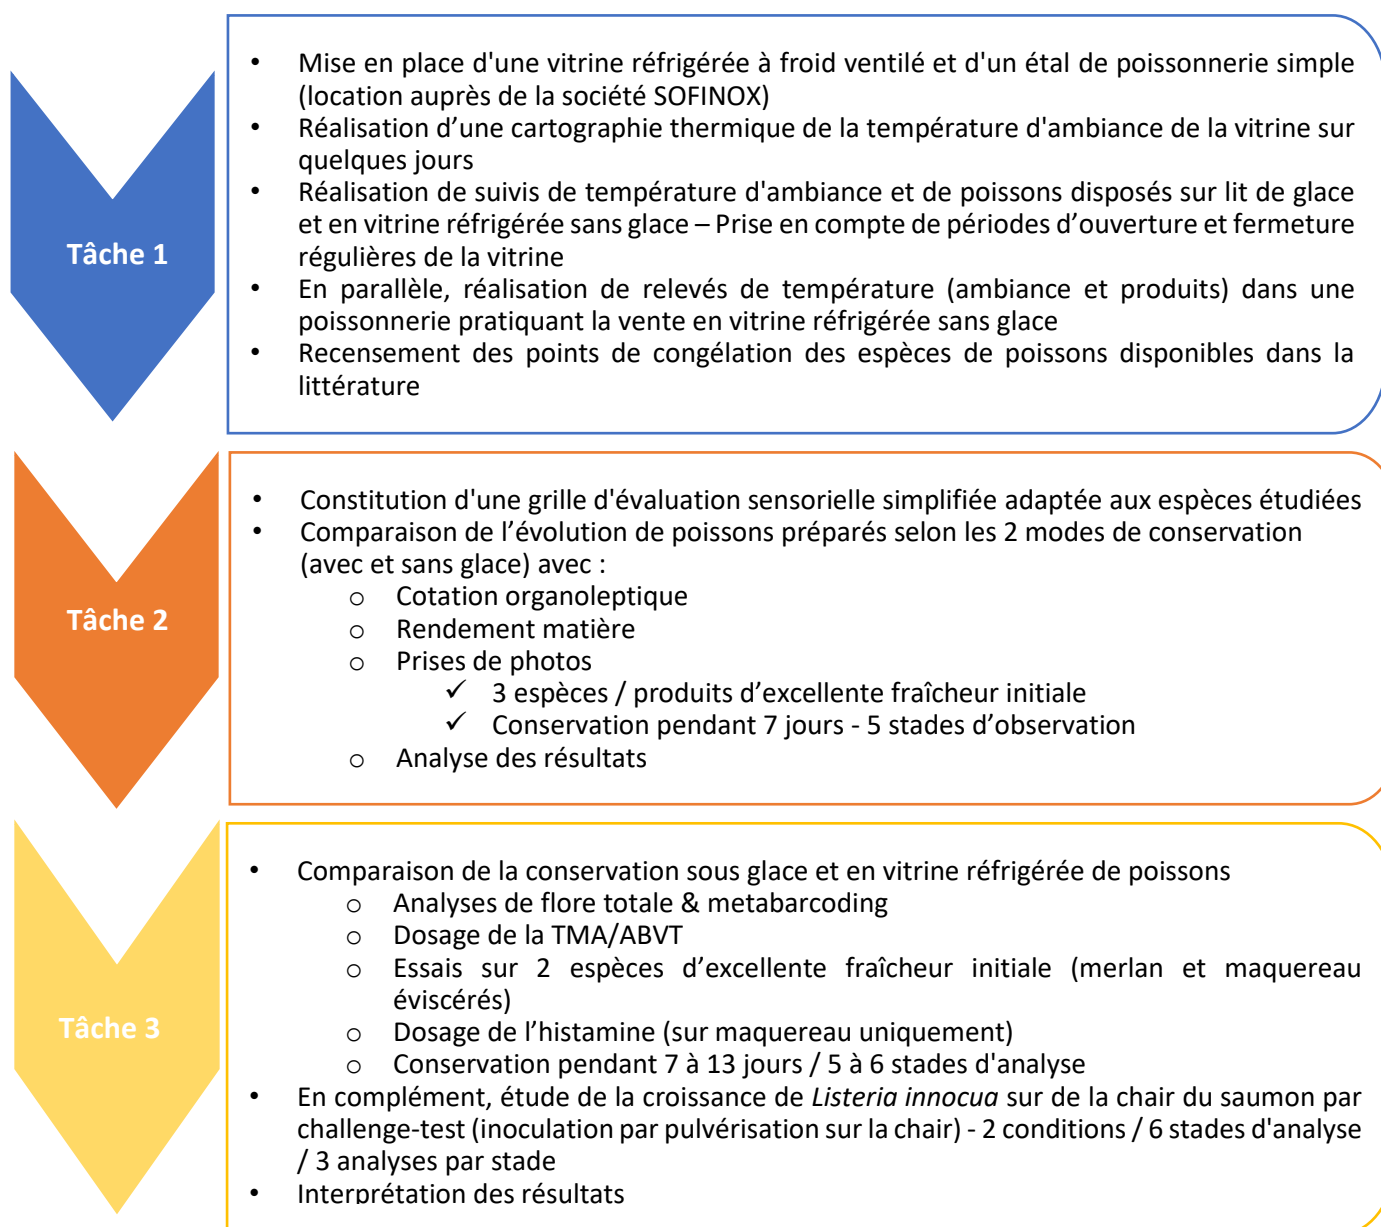 Tâche 1
• Mise en place d'une vitrine réfrigérée à froid ventilé et d'un étal de poissonnerie simple
(location auprès de la société SOFINOX)
• Réalisation d’une cartographie thermique de la température d'ambiance de la vitrine sur
quelques jours
• Réalisation de suivis de température d'ambiance et de poissons disposés sur lit de glace
et en vitrine réfrigérée sans glace – Prise en compte de périodes d’ouverture et fermeture
régulières de la vitrine
• En parallèle, réalisation de relevés de température (ambiance et produits) dans une
poissonnerie pratiquant la vente en vitrine réfrigérée sans glace
• Recensement des points de congélation des espèces de poissons disponibles dans la
littérature
Tâche 2
• Constitution d'une grille d'évaluation sensorielle simplifiée adaptée aux espèces étudiées
• Comparaison de l’évolution de poissons préparés selon les 2 modes de conservation
(avec et sans glace) avec :
o Cotation organoleptique
o Rendement matière
o Prises de photos
✓ 3 espèces / produits d’excellente fraîcheur initiale
✓ Conservation pendant 7 jours - 5 stades d’observation
o Analyse des résultats
Tâche 3
• Comparaison de la conservation sous glace et en vitrine réfrigérée de poissons
o Analyses de flore totale & metabarcoding
o Dosage de la TMA/ABVT
o Essais sur 2 espèces d’excellente fraîcheur initiale (merlan et maquereau
éviscérés)
o Dosage de l’histamine (sur maquereau uniquement)
o Conservation pendant 7 à 13 jours / 5 à 6 stades d'analyse
• En complément, étude de la croissance de Listeria innocua sur de la chair du saumon par
challenge-test (inoculation par pulvérisation sur la chair) - 2 conditions / 6 stades d'analyse
/ 3 analyses par stade
• Interprétation des résultats